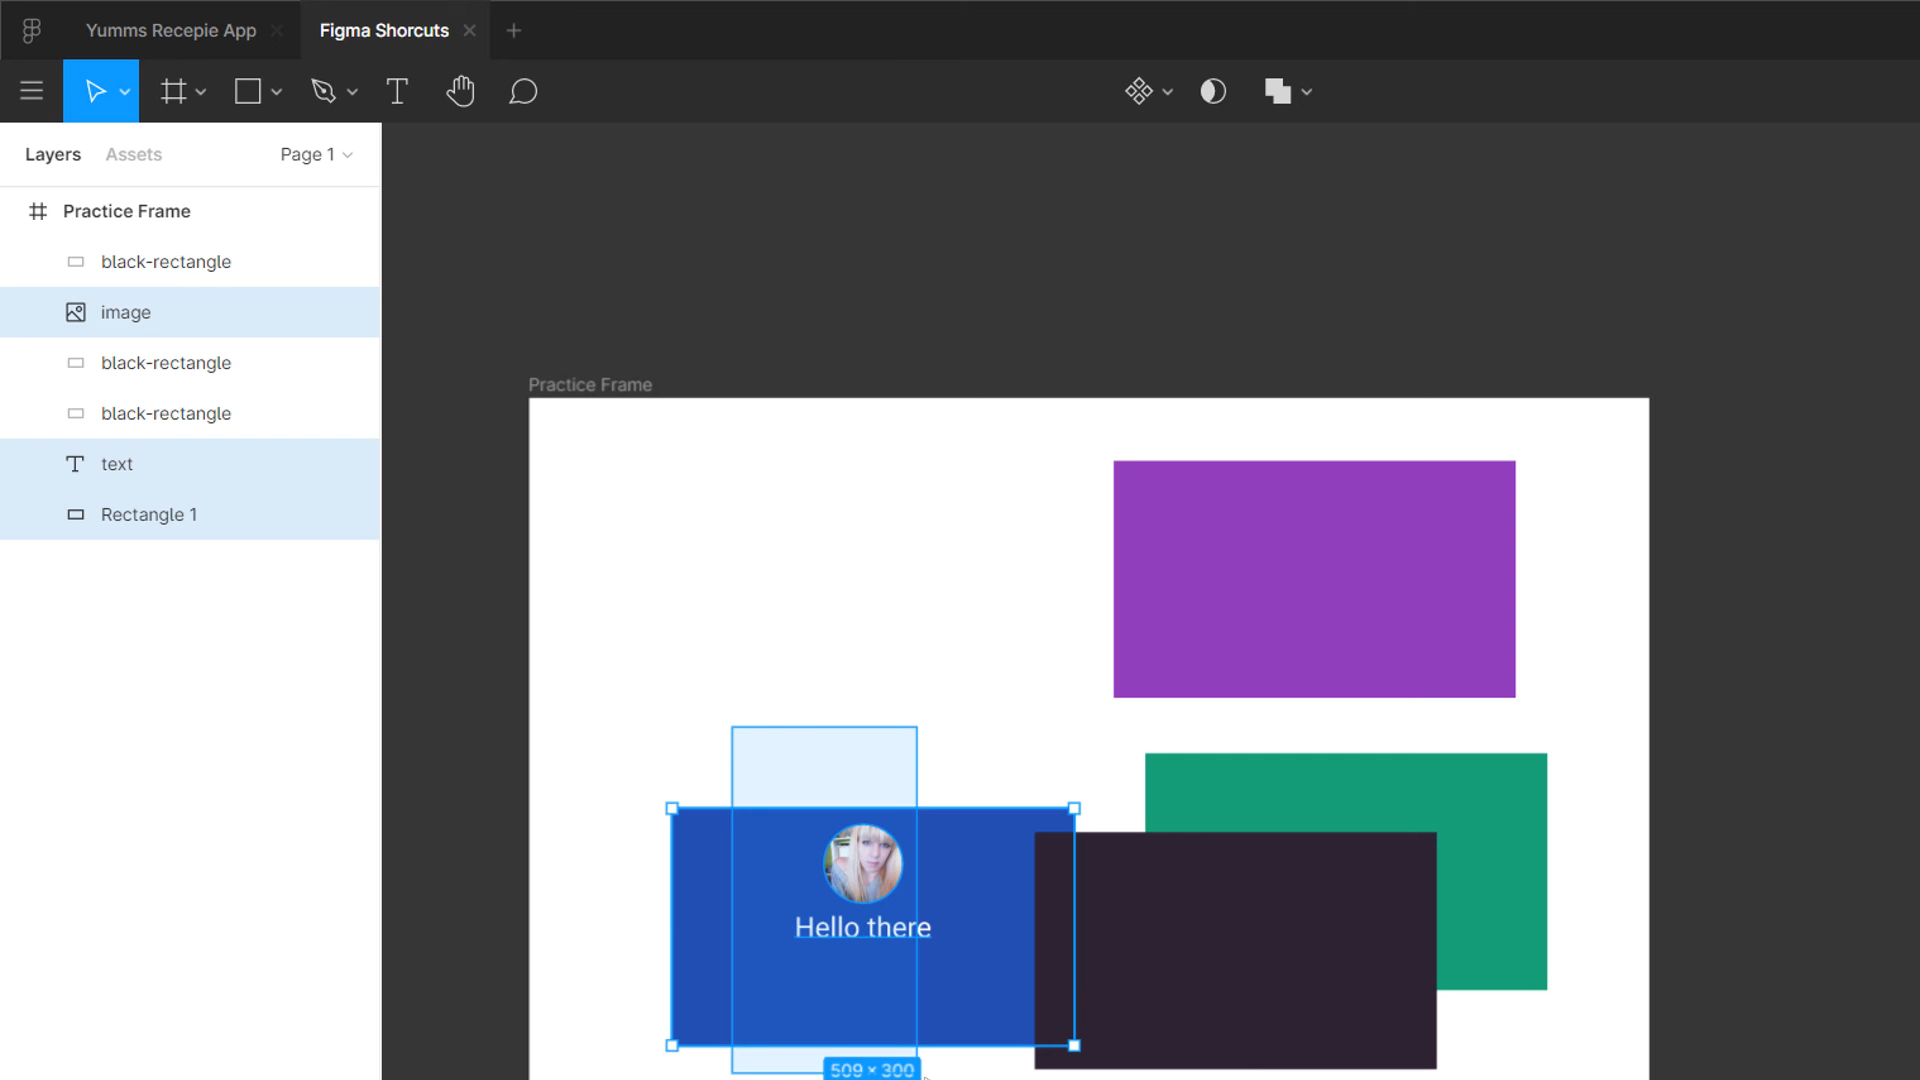 Yumms Recepie App
Figma Shorcuts
Layers
Assets
Page 1
Practice Frame
black-rectangle
image
black-rectangle
black-rectangle
text
Rectangle 1
Practice Frame
Hello there
509 × 300